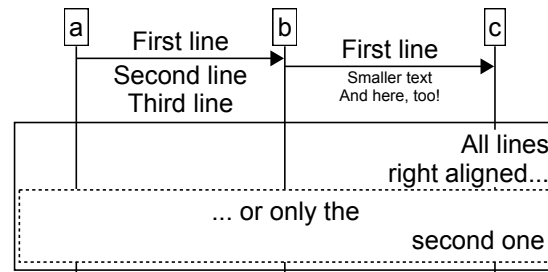 a
b
c
First line
Second line
Third line
First line
Smaller text
And here, too!
All lines
right aligned...
... or only the
second one